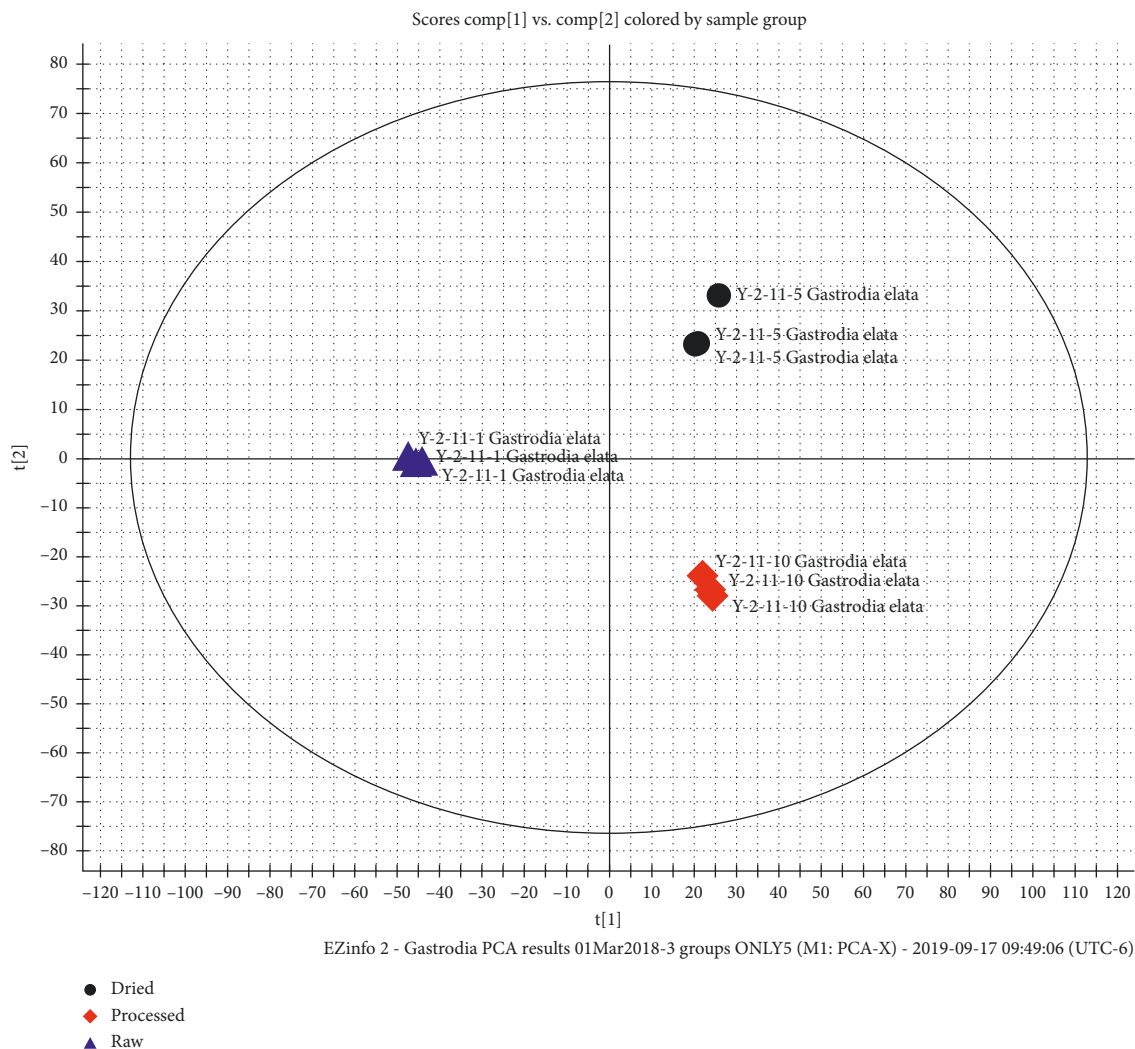 Scores comp[1] vs. comp[2] colored by sample group
80
70
60
50
40
30
20
10
0
–10
–20
–30
–40
–50
–60
–70
–80
t[2]
Y-2-11-5 Gastrodia elata
Y-2-11-5 Gastrodia elata
Y-2-11-5 Gastrodia elata
Y-2-11-1 Gastrodia elata
Y-2-11-1 Gastrodia elata
Y-2-11-1 Gastrodia elata
Y-2-11-10 Gastrodia elata
Y-2-11-10 Gastrodia elata
Y-2-11-10 Gastrodia elata
–120 –110 –100 –90 –80 –70 –60 –50 –40 –30 –20 –10 0 10 20 30 40 50 60 70 80 90 100 110 120
t[1]
EZinfo 2 - Gastrodia PCA results 01Mar2018-3 groups ONLY5 (M1: PCA-X) - 2019-09-17 09:49:06 (UTC-6)
Dried
Processed
Raw